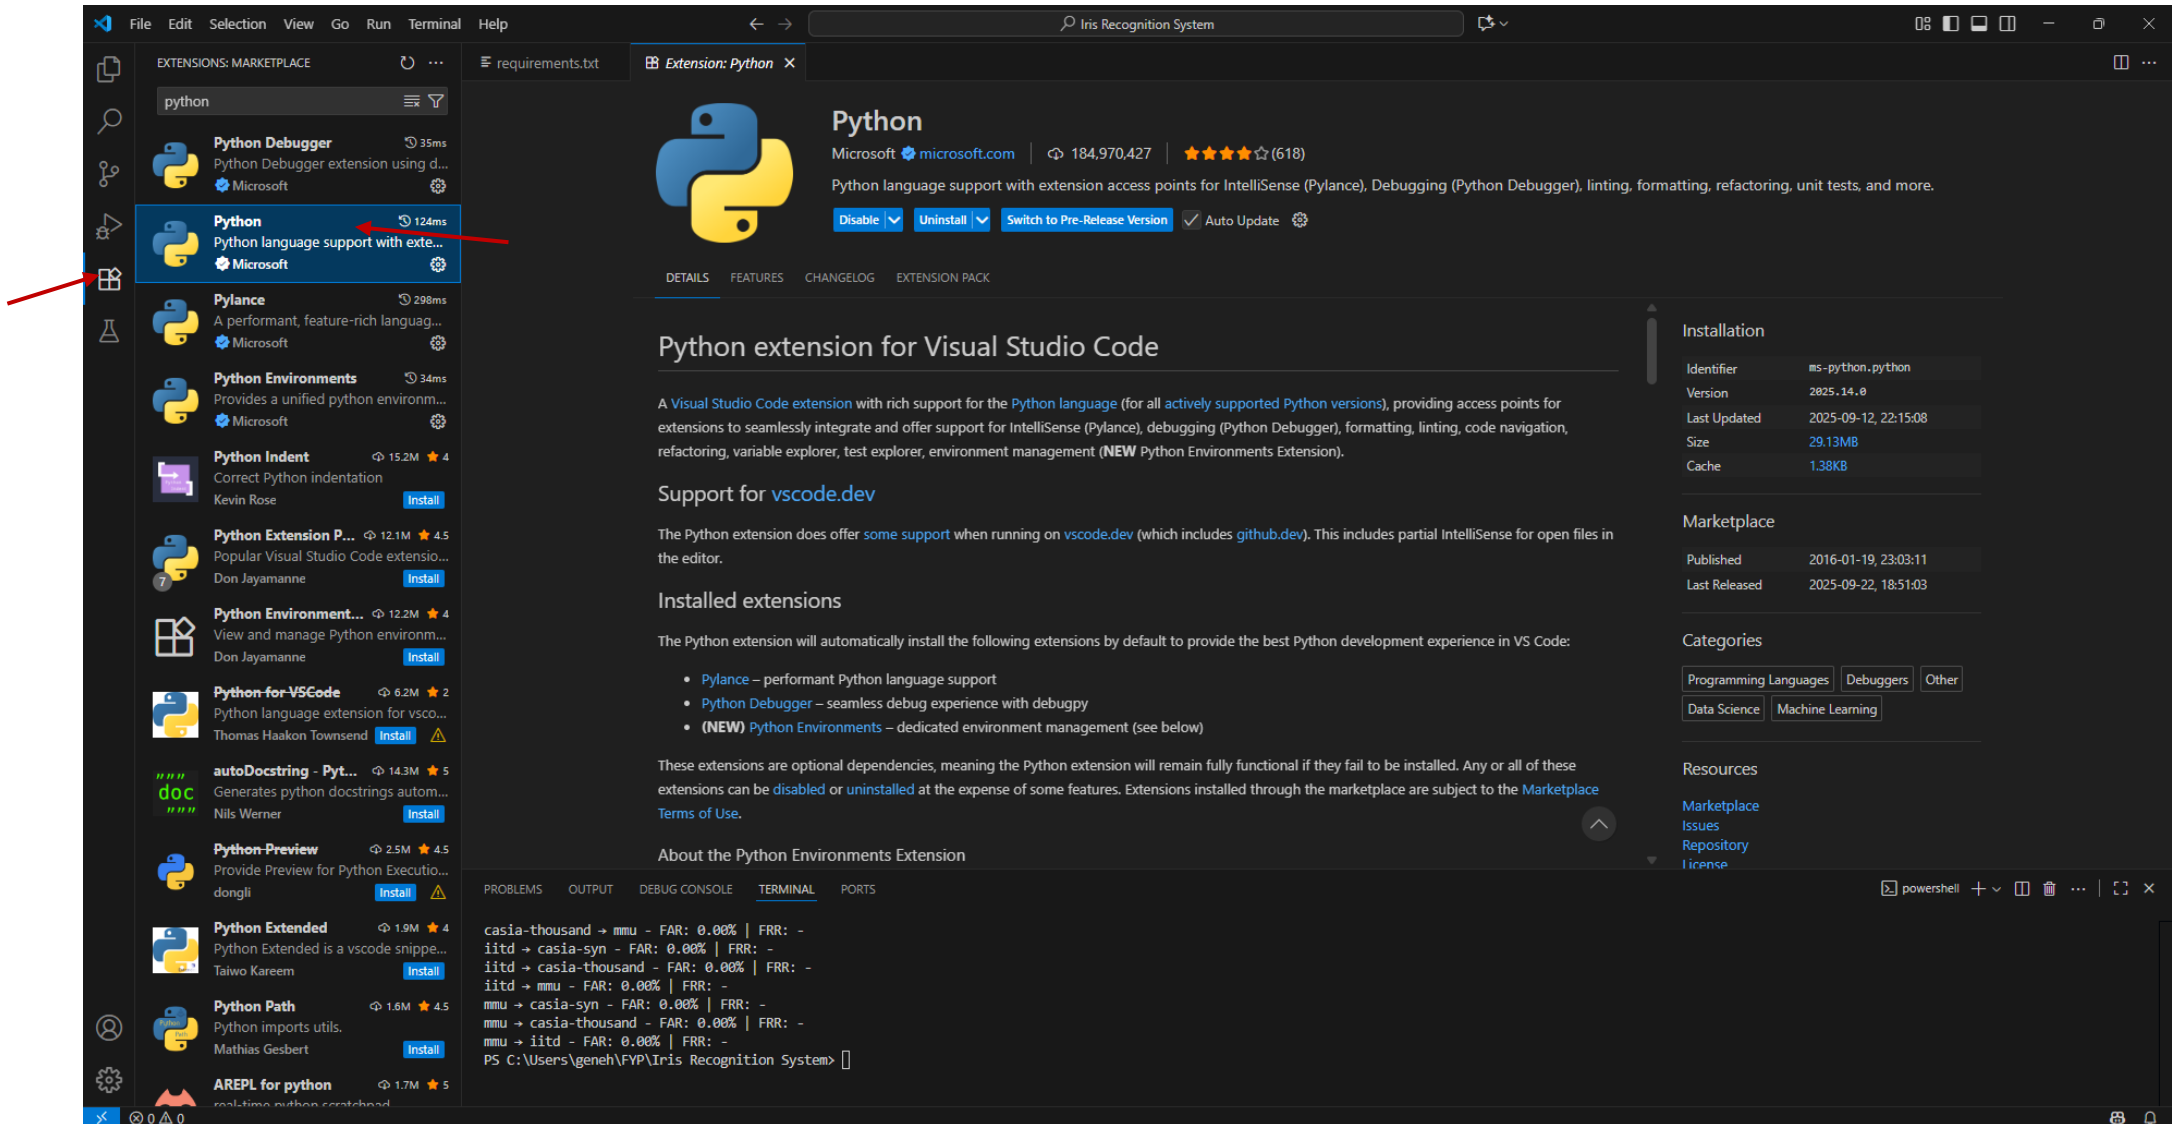 File Edit Selection View Go Run Terminal Help
Iris Recognition System
EXTENSIONS: MARKETPLACE
python
Python Debugger 35ms
Python Debugger extension using d...
Microsoft
Python 124ms
Python language support with exte...
Microsoft
Pylance 298ms
A performant, feature-rich languag...
Microsoft
Python Environments 34ms
Provides a unified python environm...
Microsoft
Python Indent 15.2M 4
Correct Python indentation
Kevin Rose Install
Python Extension P... 12.1M 4.5
Popular Visual Studio Code extensio...
7
Don Jayamanne Install
Python Environment... 12.2M 4
View and manage Python environm...
Don Jayamanne Install
Python for VSCode 6.2M 2
Python language extension for vsco...
Thomas Haakon Townsend Install
autoDocstring - Pyt... 14.3M 5
""" doc """
Generates python docstrings autom...
Nils Werner Install
Python Preview 2.5M 4.5
Provide Preview for Python Executio...
dongli Install
Python Extended 1.9M 4
Python Extended is a vscode snippe...
Taiwo Kareem Install
Python Path 1.6M 4.5
Python imports utils.
Mathias Gesbert Install
AREPL for python 1.7M 5
real-time python scratchpad
requirements.txt
Extension: Python
Python
Microsoft microsoft.com 184,970,427 (618)
Python language support with extension access points for IntelliSense (Pylance), Debugging (Python Debugger), linting, formatting, refactoring, unit tests, and more.
Disable Uninstall Switch to Pre-Release Version Auto Update
DETAILS FEATURES CHANGELOG EXTENSION PACK
Python extension for Visual Studio Code
A Visual Studio Code extension with rich support for the Python language (for all actively supported Python versions), providing access points for
extensions to seamlessly integrate and offer support for IntelliSense (Pylance), debugging (Python Debugger), formatting, linting, code navigation,
refactoring, variable explorer, test explorer, environment management (NEW Python Environments Extension).
Support for vscode.dev
The Python extension does offer some support when running on vscode.dev (which includes github.dev). This includes partial IntelliSense for open files in
the editor.
Installed extensions
The Python extension will automatically install the following extensions by default to provide the best Python development experience in VS Code:
• Pylance – performant Python language support
• Python Debugger – seamless debug experience with debugpy
• (NEW) Python Environments – dedicated environment management (see below)
These extensions are optional dependencies, meaning the Python extension will remain fully functional if they fail to be installed. Any or all of these
extensions can be disabled or uninstalled at the expense of some features. Extensions installed through the marketplace are subject to the Marketplace
Terms of Use.
About the Python Environments Extension
Installation
Identifier ms-python.python
Version 2025.14.0
Last Updated 2025-09-12, 22:15:08
Size 29.13MB
Cache 1.38KB
Marketplace
Published 2016-01-19, 23:03:11
Last Released 2025-09-22, 18:51:03
Categories
Programming Languages Debuggers Other
Data Science Machine Learning
Resources
Marketplace
Issues
Repository
License
PROBLEMS OUTPUT DEBUG CONSOLE TERMINAL PORTS
powershell
casia-thousand → mmu - FAR: 0.00% | FRR: -
iitd → casia-syn - FAR: 0.00% | FRR: -
iitd → casia-thousand - FAR: 0.00% | FRR: -
iitd → mmu - FAR: 0.00% | FRR: -
mmu → casia-syn - FAR: 0.00% | FRR: -
mmu → casia-thousand - FAR: 0.00% | FRR: -
mmu → iitd - FAR: 0.00% | FRR: -
PS C:\Users\geneh\FYP\Iris Recognition System>
0 0